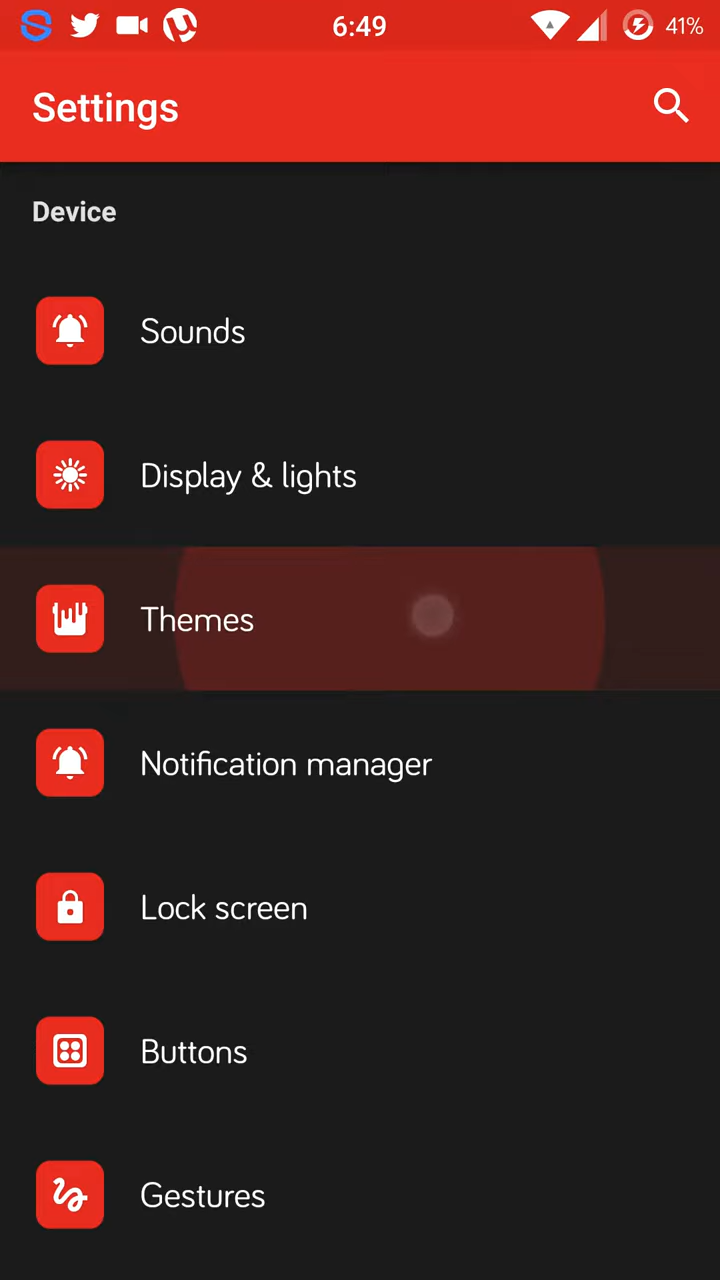 6:49
41%
Settings
Device
Sounds
Display & lights
Themes
Notification manager
Lock screen
Buttons
Gestures